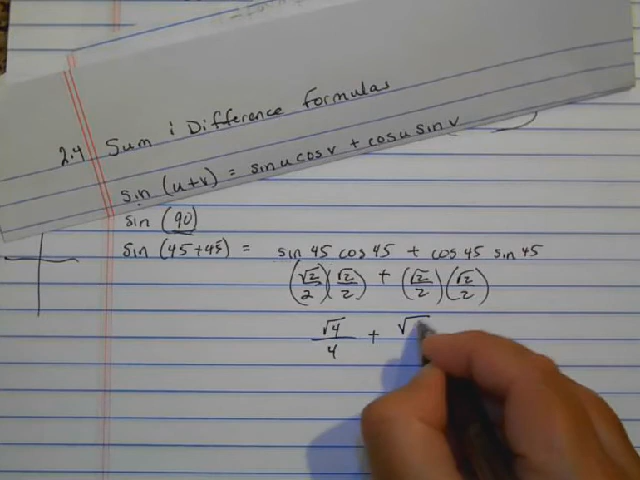 2.4 Sum & Difference Formulas
sin (u+v) = sin u cos v + cos u sin v
sin (90)
sin (45+45) = sin 45 cos 45 + cos 45 sin 45
(√2/2)(√2/2) + (√2/2)(√2/2)
√4/4 + √